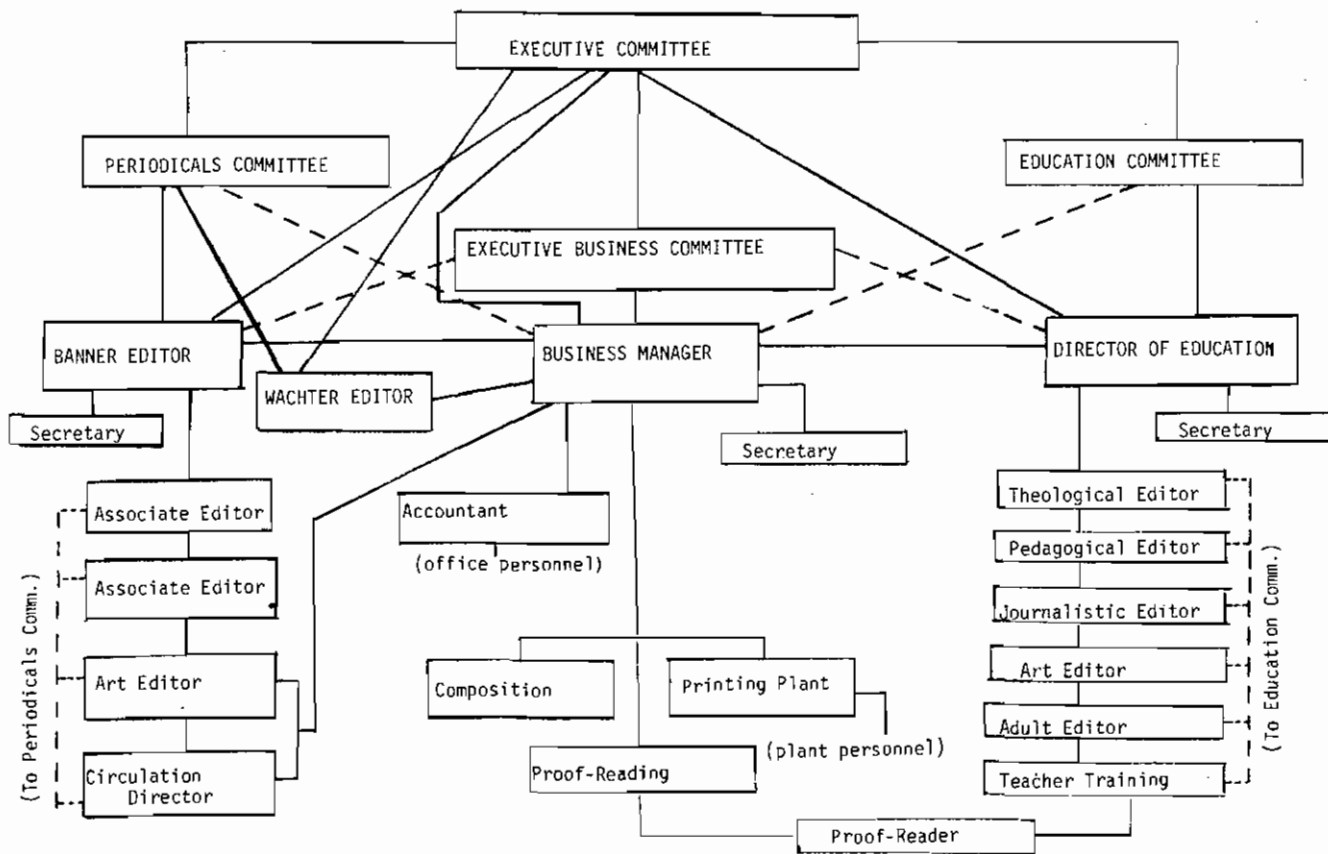 EXECUTIVE COMMITTEE
PERIODICALS COMMITTEE
EDUCATION COMMITTEE
EXECUTIVE BUSINESS COMMITTEE
BANNER EDITOR
BUSINESS MANAGER
DIRECTOR OF EDUCATION
WACHTER EDITOR
Secretary
Secretary
Secretary
Associate Editor
Accountant
(office personnel)
Theological Editor
Pedagogical Editor
Associate Editor
Journalistic Editor
(To Periodicals Comm.)
(To Education Comm.)
Art Editor
Composition
Printing Plant
Art Editor
Adult Editor
(plant personnel)
Circulation
Director
Proof-Reading
Teacher Training
Proof-Reader